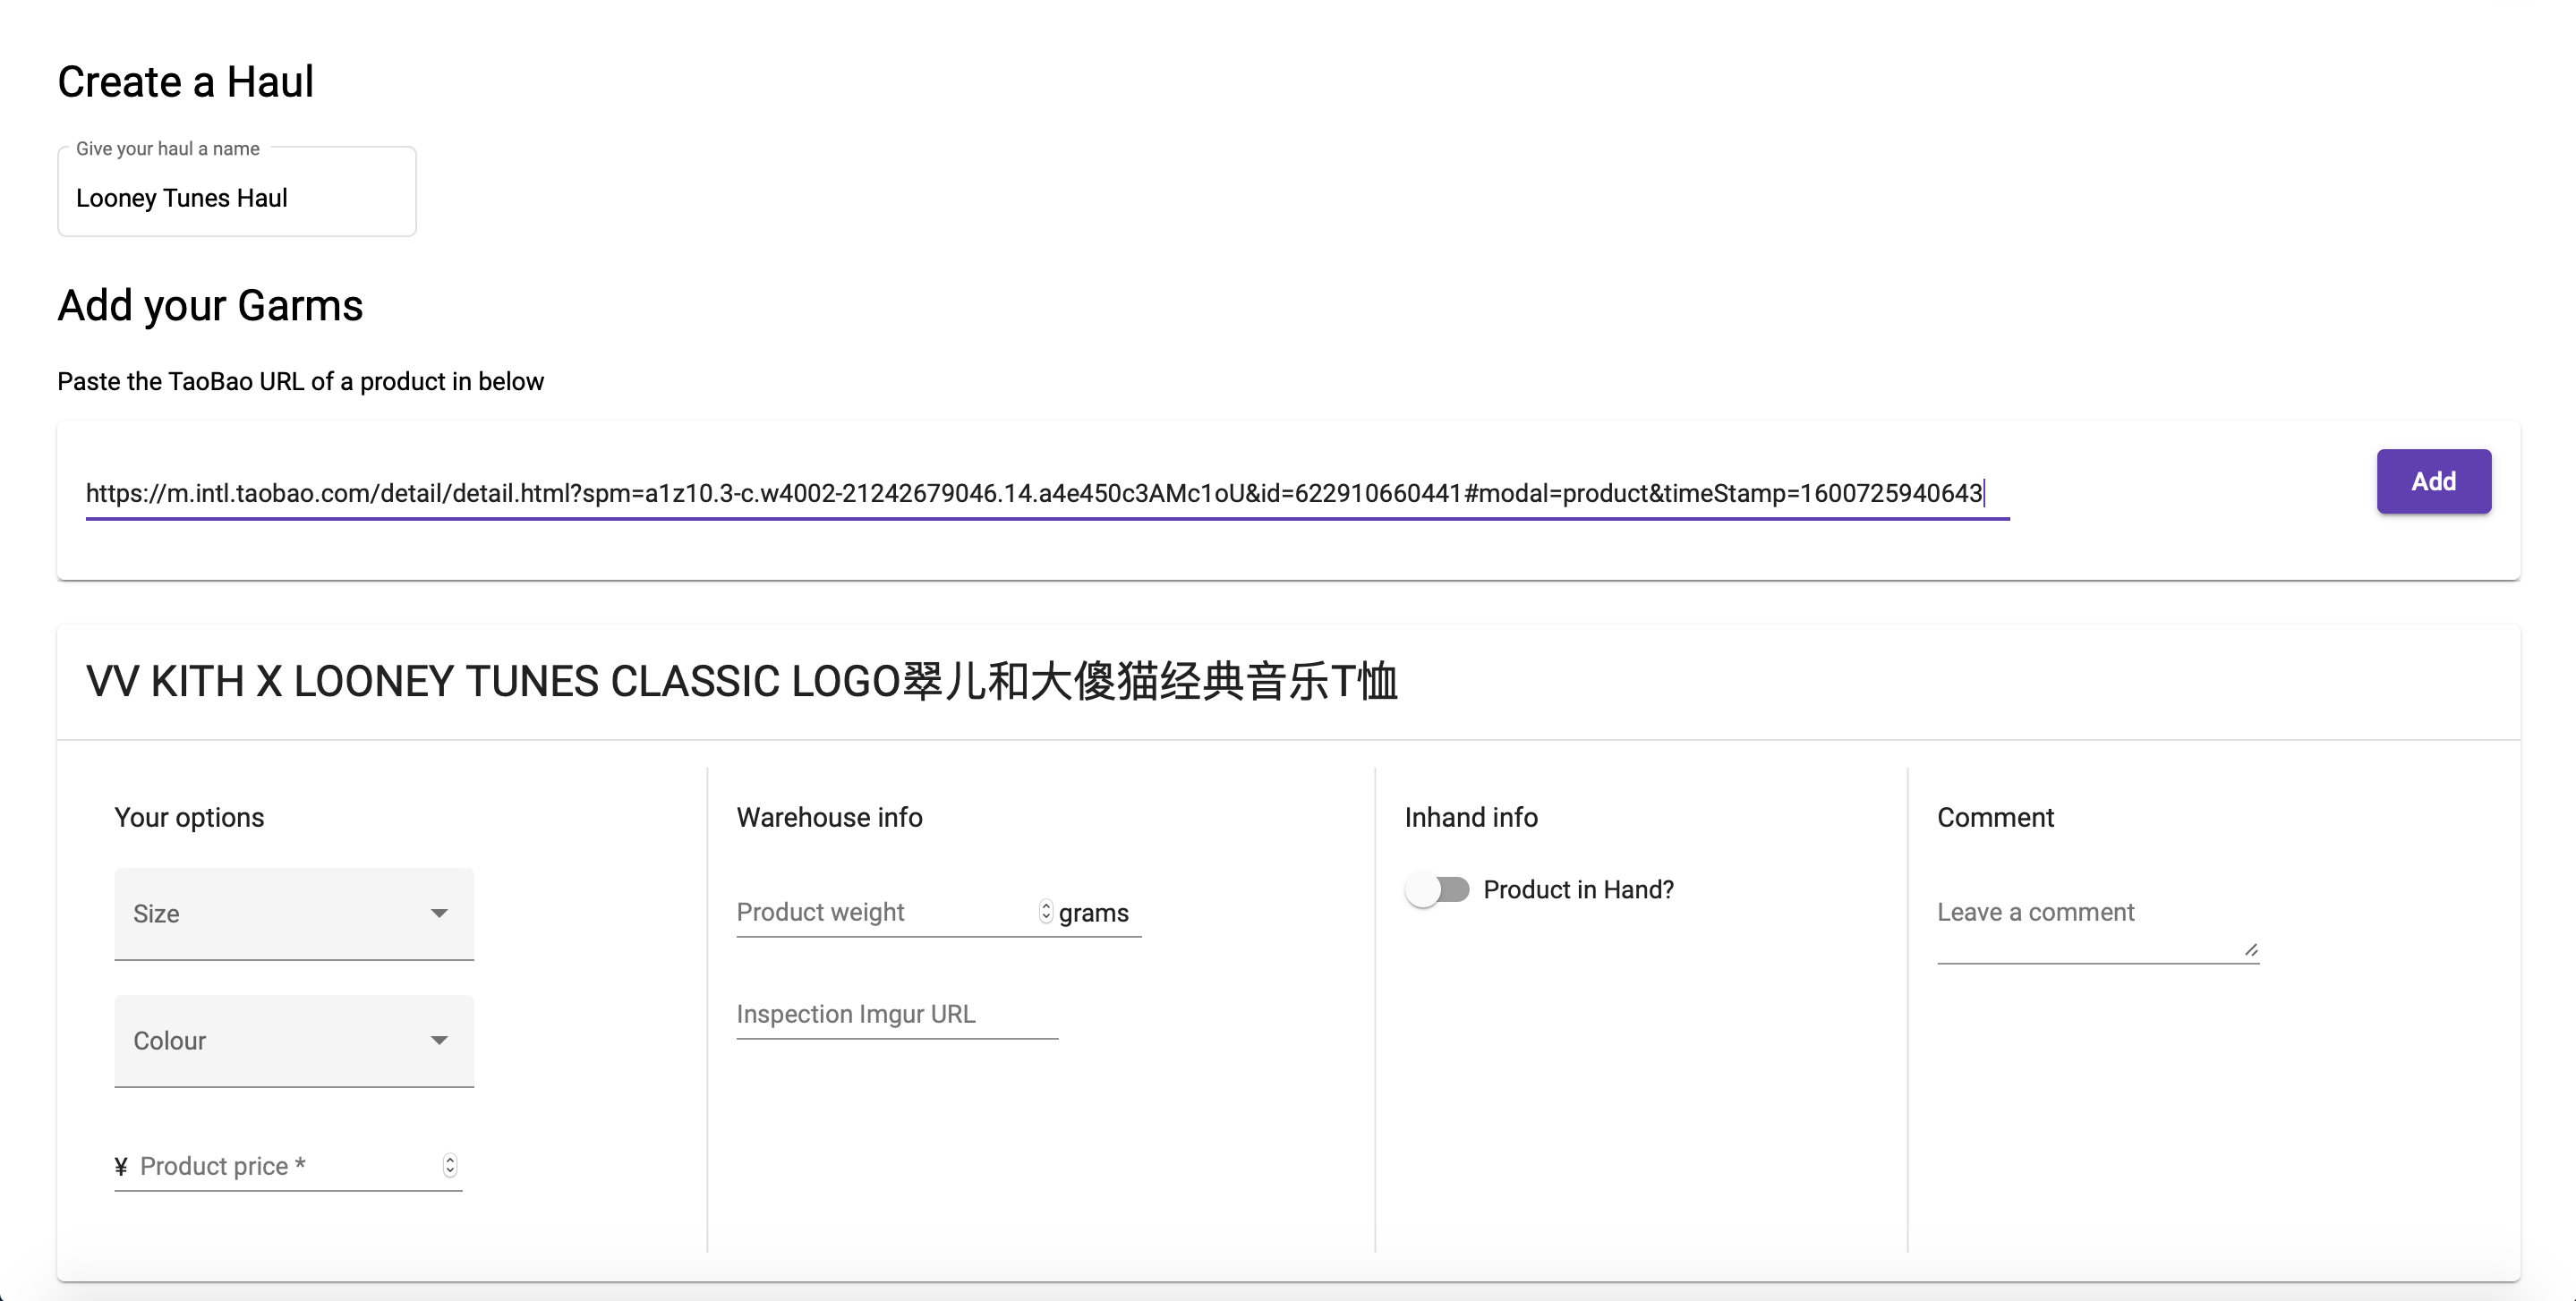 Create a Haul
Give your haul a name
Looney Tunes Haul
Add your Garms
Paste the TaoBao URL of a product in below
https://m.intl.taobao.com/detail/detail.html?spm=a1z10.3-c.w4002-21242679046.14.a4e450c3AMc1oU&id=622910660441#modal=product&timeStamp=1600725940643
Add
VV KITH X LOONEY TUNES CLASSIC LOGO翠儿和大傻猫经典音乐T恤
Your options
Size
Colour
¥ Product price *
Warehouse info
Product weight grams
Inspection Imgur URL
Inhand info
Product in Hand?
Comment
Leave a comment